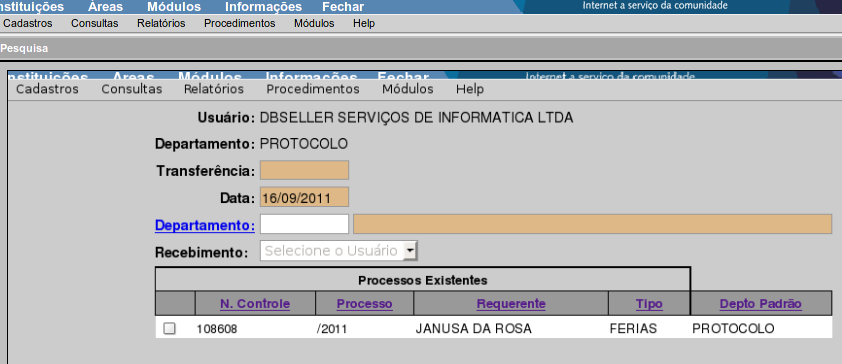 nstituições Áreas Módulos Informações Fechar Internet a serviço da comunidade
Cadastros Consultas Relatórios Procedimentos Módulos Help
Pesquisa
nstituições Áreas Módulos Informações Fechar Internet a serviço da comunidade
Cadastros Consultas Relatórios Procedimentos Módulos Help
Usuário: DBSELLER SERVIÇOS DE INFORMATICA LTDA
Departamento: PROTOCOLO
Transferência:
Data: 16/09/2011
Departamento:
Recebimento: Selecione o Usuário
Processos Existentes
N. Controle Processo Requerente Tipo Depto Padrão
108608 /2011 JANUSA DA ROSA FERIAS PROTOCOLO